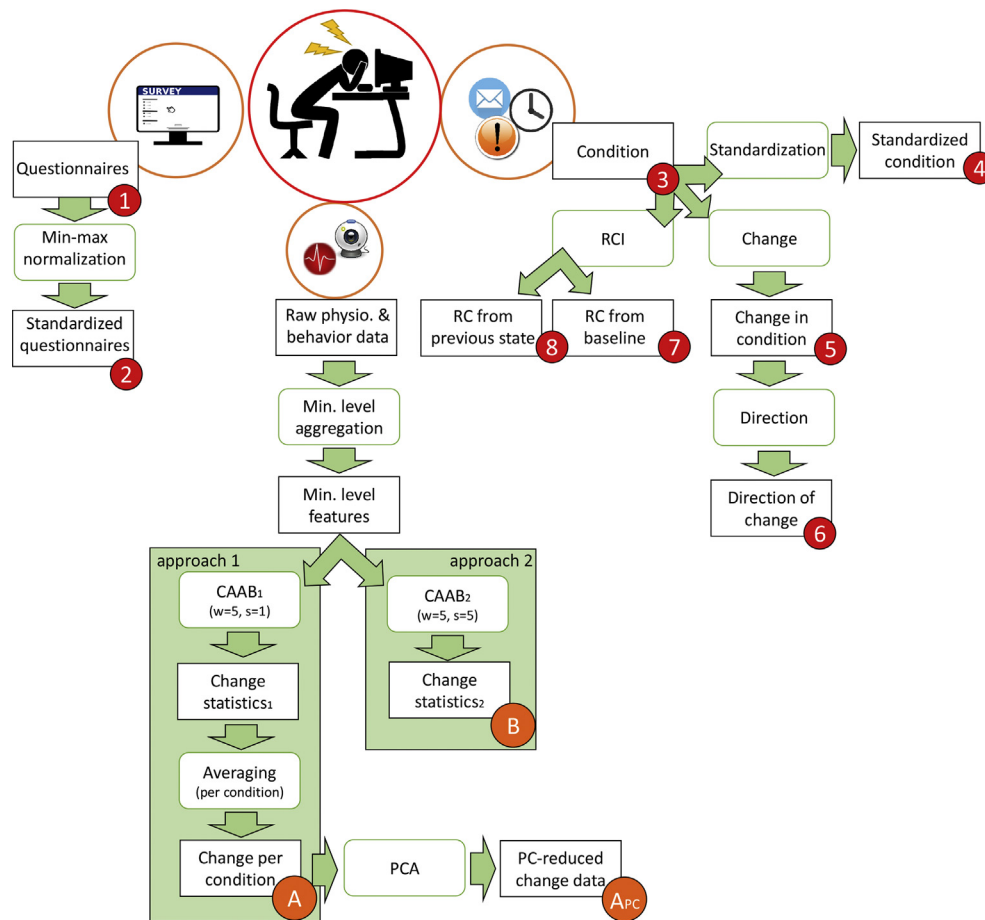 SURVEY
!
Questionnaires
1
Min-max
normalization
Standardized
questionnaires
2
Condition
3
Standardization
Standardized
condition
4
RCI
Change
RC from
previous state
8
RC from
baseline
7
Change in
condition
5
Direction
Direction of
change
6
Raw physio. &
behavior data
Min. level
aggregation
Min. level
features
approach 1
CAAB₁
(w=5, s=1)
Change
statistics₁
Averaging
(per condition)
Change per
condition
A
approach 2
CAAB₂
(w=5, s=5)
Change
statistics₂
B
PCA
PC-reduced
change data
APC